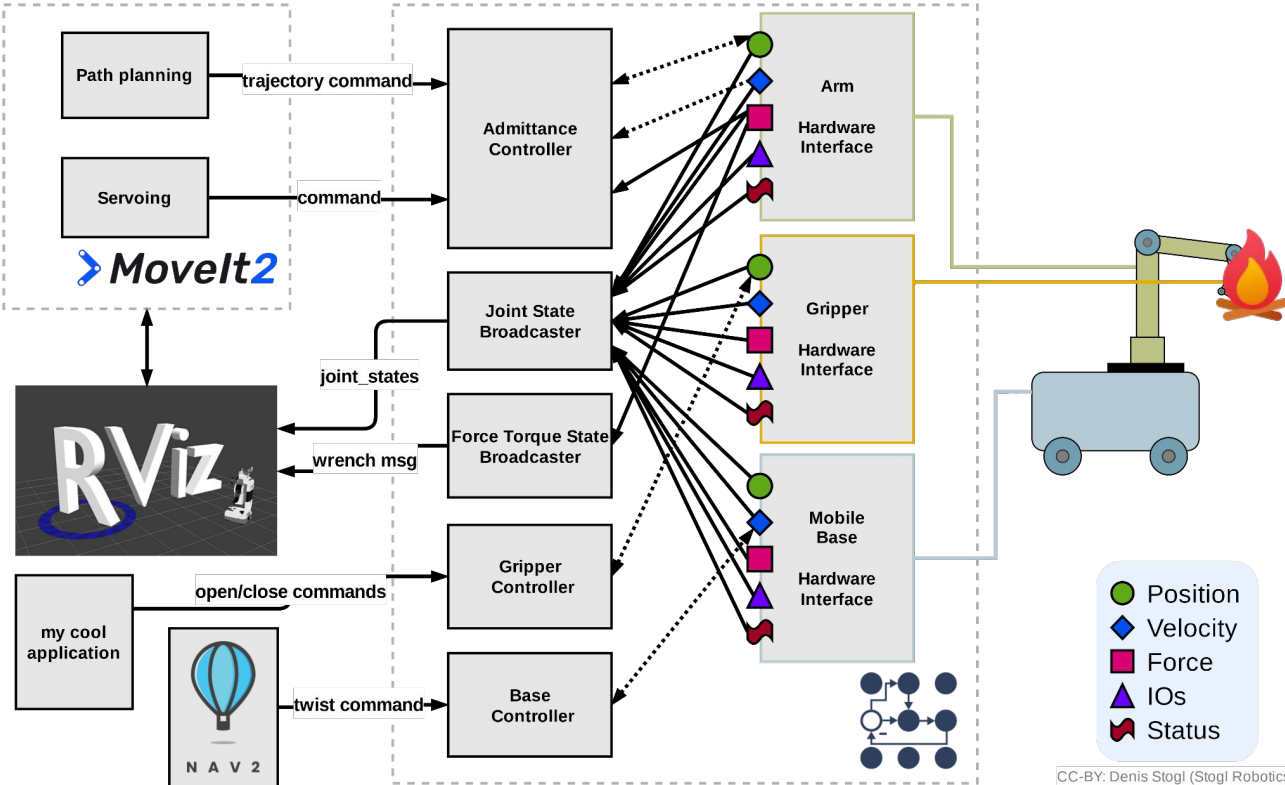 Path planning
trajectory command
Servoing
command
MoveIt2
Admittance
Controller
Joint State
Broadcaster
joint_states
Force Torque State
Broadcaster
wrench msg
RViz
Gripper
Controller
open/close commands
my cool
application
NAV2
twist command
Base
Controller
Arm
Hardware
Interface
Gripper
Hardware
Interface
Mobile
Base
Hardware
Interface
-
Position
Velocity
Force
IOs
Status
CC-BY: Denis Stogl (Stogl Robotics